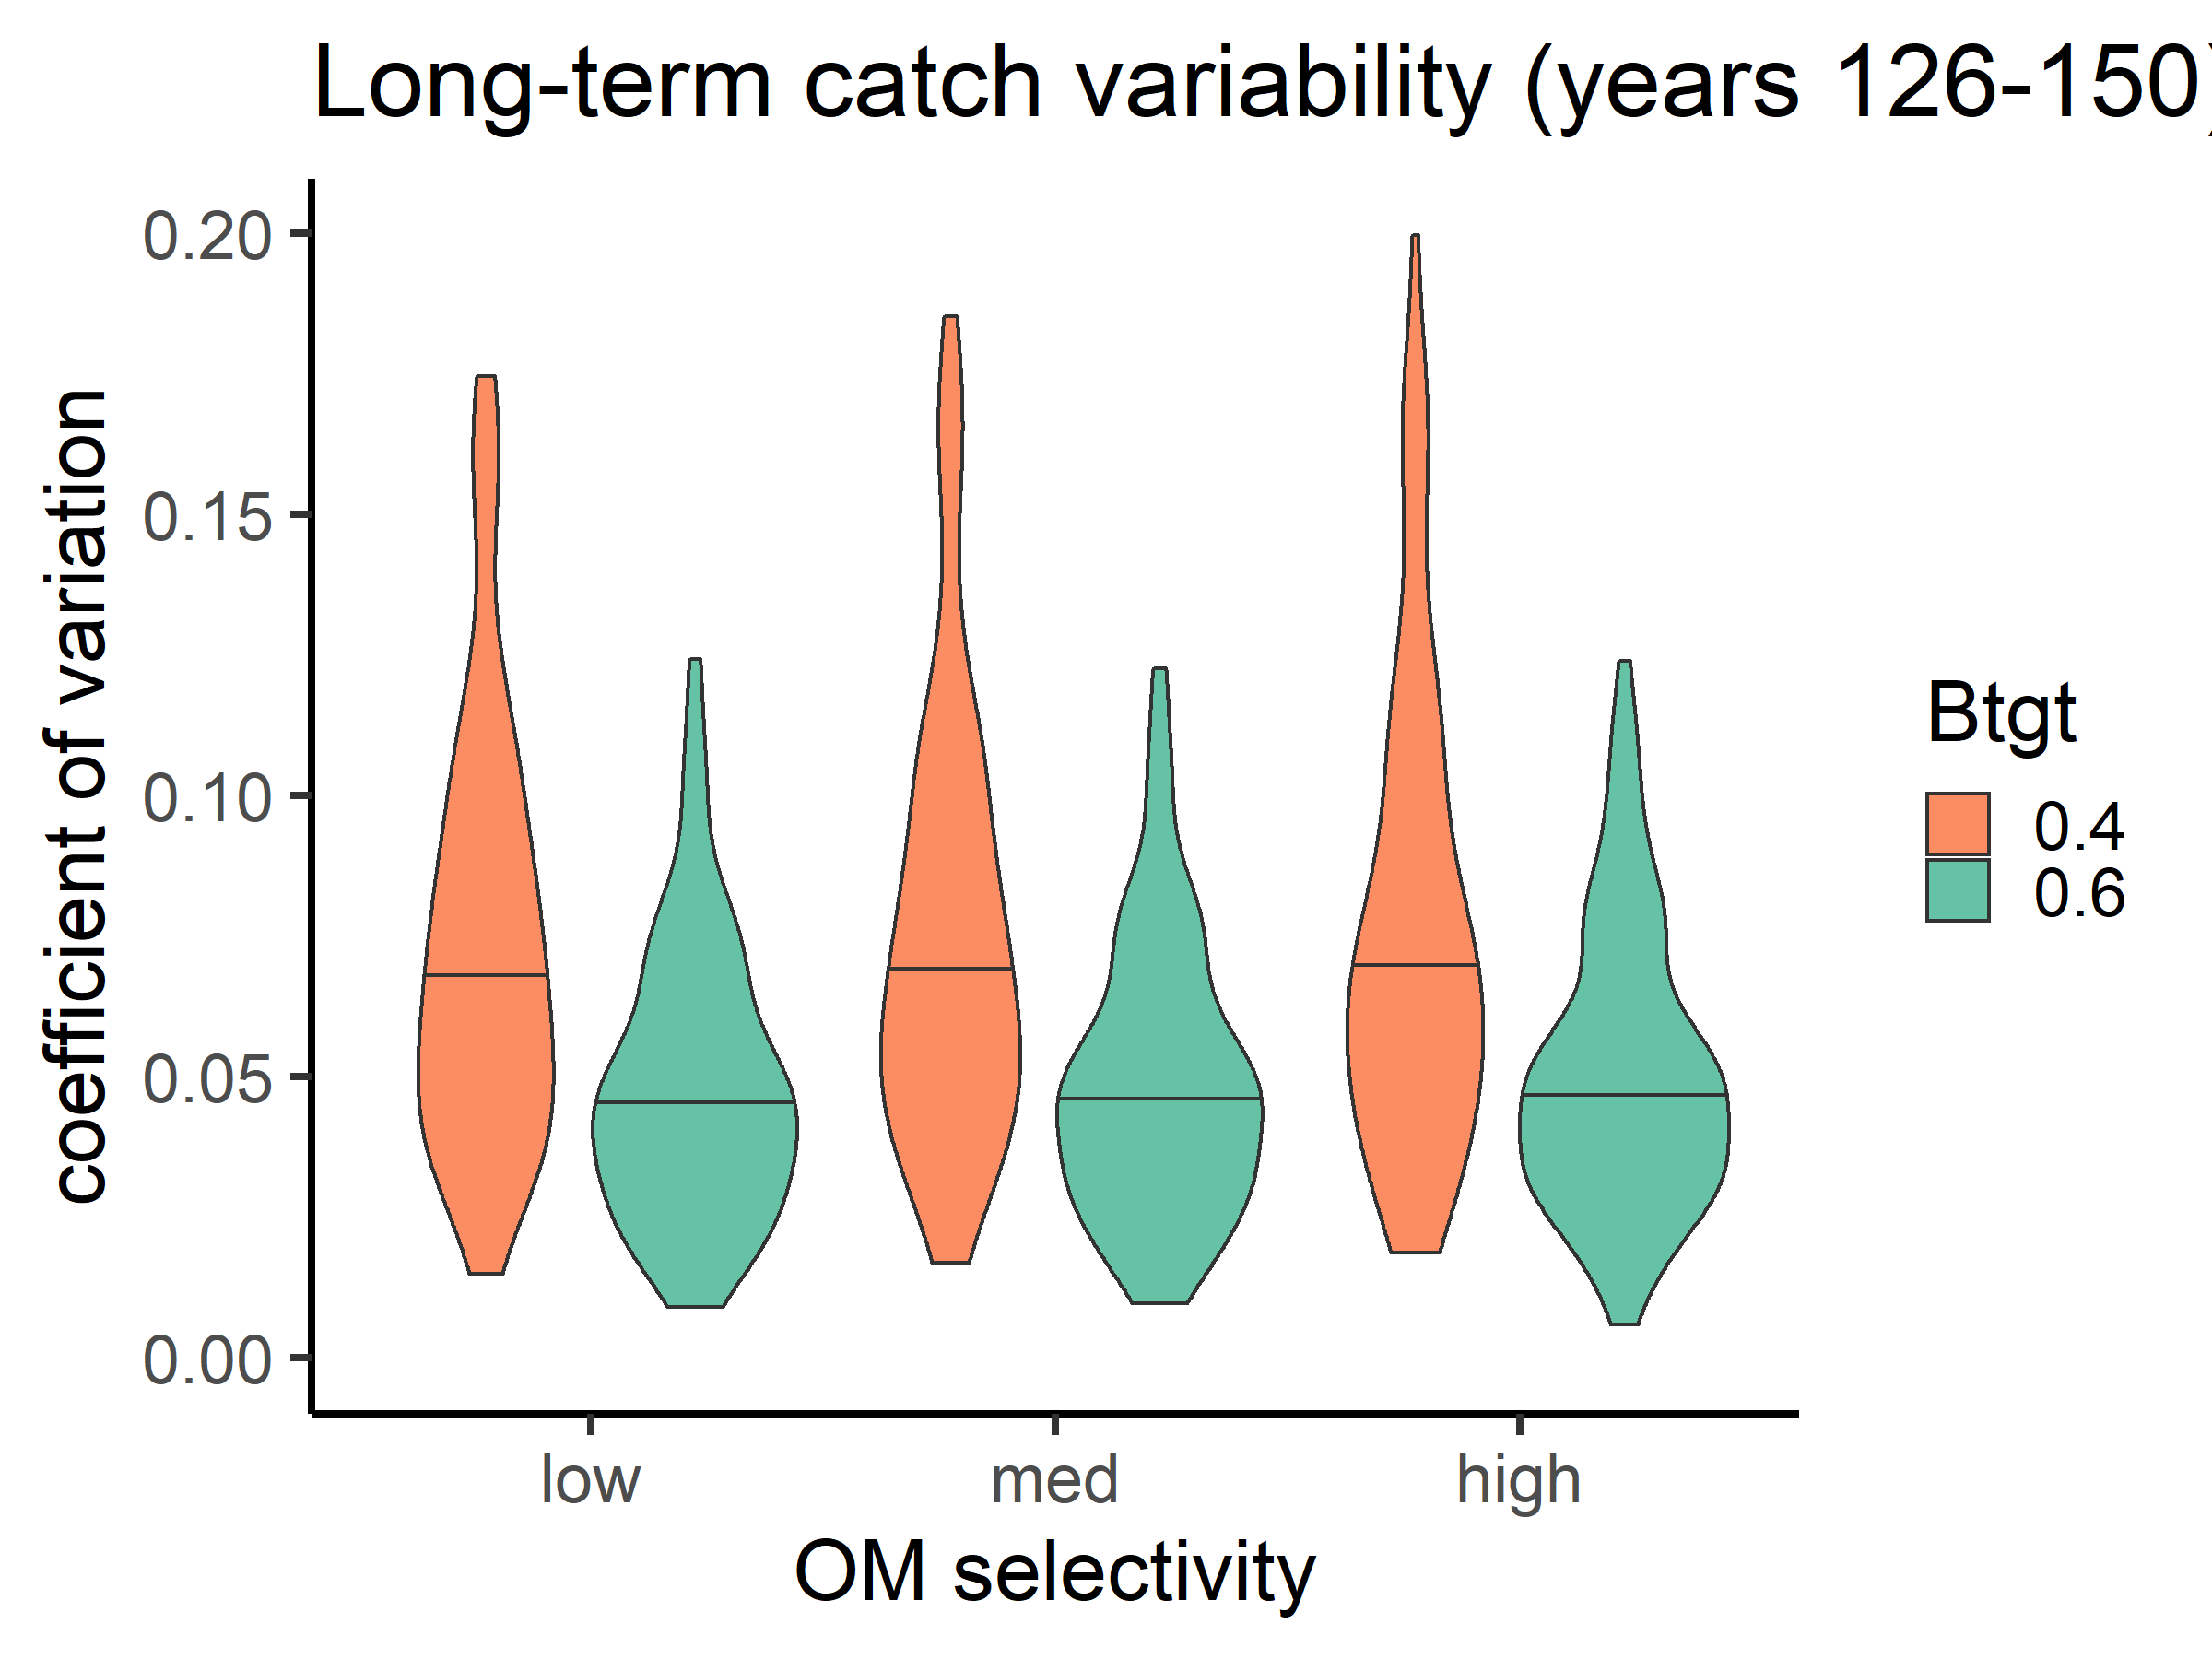 Long-term catch variability (years 126-150)
coefficient of variation
0.20
0.15
0.10
0.05
0.00
low
med
high
OM selectivity
Btgt
0.4
0.6